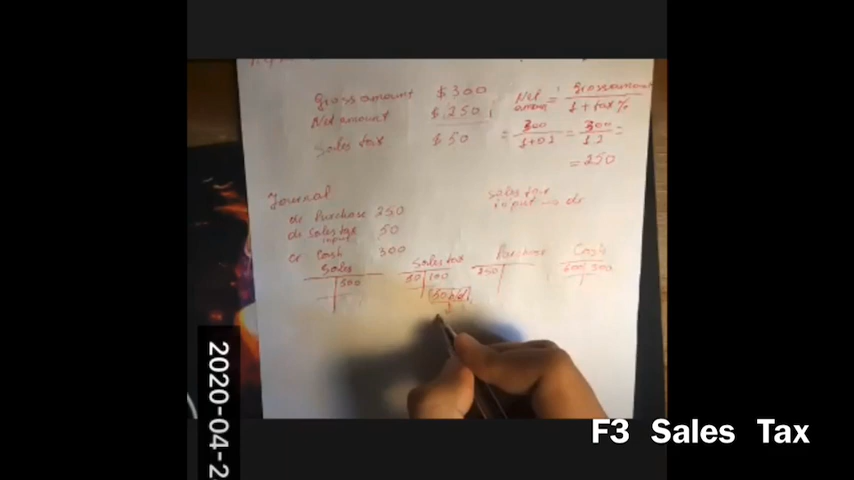 Gross amount $300
Net amount $250
Sales tax $50
Net amount = Gross amount / 1 + tax%
= 300 / 1+0.2 = 300 / 1.2 =
= 250
Journal
dr Purchase 250
dr Sales tax input 50
cr Cash 300
Sales tax
input → dr
Sales
500
Sales tax
50 100
50 b/d
Purchase
250
Cash
600 300
2020-04-2
F3 Sales Tax